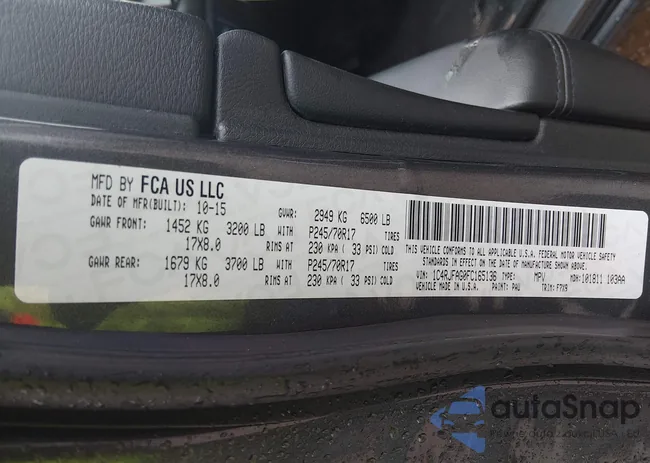 MFD BY FCA US LLC
DATE OF MFR(BUILT): 10-15 GVWR: 2949 KG 6500 LB
GAWR FRONT: 1452 KG 3200 LB WITH P245/70R17 TIRES
17X8.0 RIMS AT 230 KPA ( 33 PSI) COLD
GAWR REAR: 1679 KG 3700 LB WITH P245/70R17 TIRES
17X8.0 RIMS AT 230 KPA ( 33 PSI) COLD
THIS VEHICLE CONFORMS TO ALL APPLICABLE U.S.A. FEDERAL MOTOR VEHICLE SAFETY
STANDARDS IN EFFECT ON THE DATE OF MANUFACTURE SHOWN ABOVE.
VIN: 1C4RJFAG0FC165136 TYPE: MPV MDH: 101811 103AA
VEHICLE MADE IN U.S.A. PAINT: PAU TRIM: F7X9
autoSnap